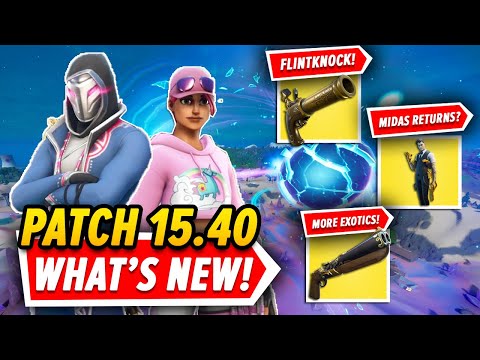 FLINTKNOCK!
MIDAS RETURNS?
MORE EXOTICS!
PATCH 15.40
WHAT'S NEW!